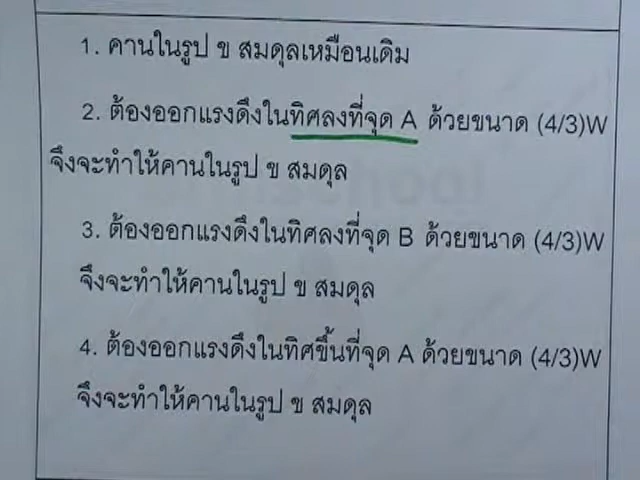 1. คานในรูป ข สมดุลเหมือนเดิม
2. ต้องออกแรงดึงในทิศลงที่จุด A ด้วยขนาด (4/3)W
จึงจะทำให้คานในรูป ข สมดุล
3. ต้องออกแรงดึงในทิศลงที่จุด B ด้วยขนาด (4/3)W
จึงจะทำให้คานในรูป ข สมดุล
4. ต้องออกแรงดึงในทิศขึ้นที่จุด A ด้วยขนาด (4/3)W
จึงจะทำให้คานในรูป ข สมดุล